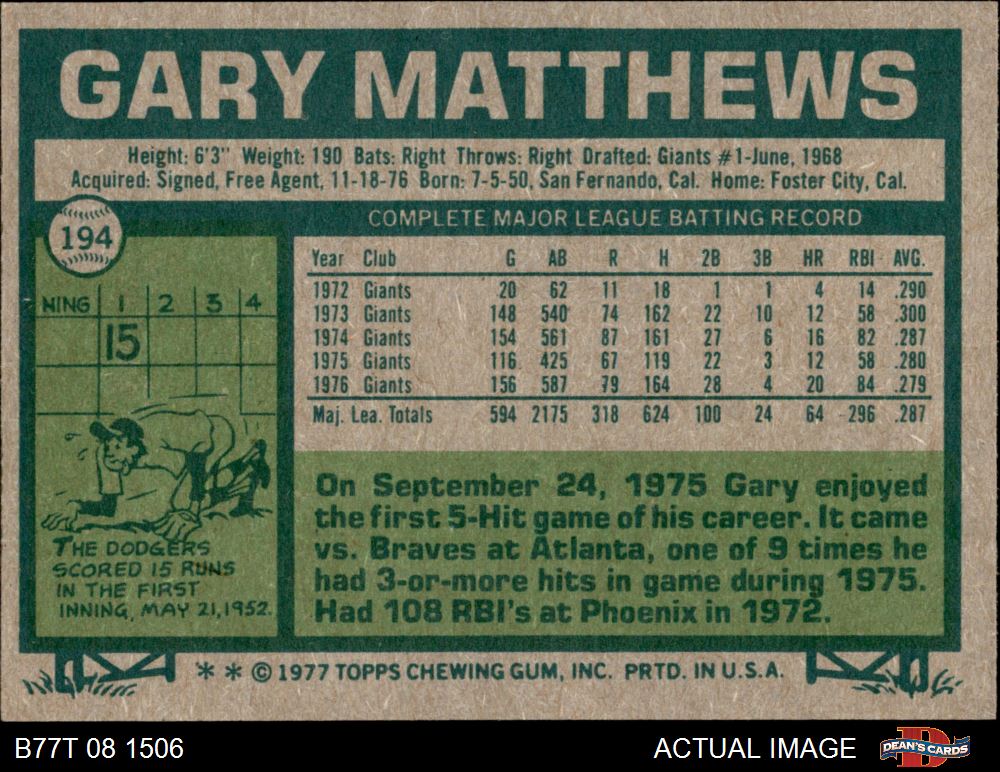 GARY MATTHEWS
Height: 6'3" Weight: 190 Bats: Right Throws: Right Drafted: Giants #1-June, 1968
Acquired: Signed, Free Agent, 11-18-76 Born: 7-5-50, San Fernando, Cal. Home: Foster City, Cal.
194
NING 1 2 3 4
15
THE DODGERS
SCORED 15 RUNS
IN THE FIRST
INNING, MAY 21, 1952.
COMPLETE MAJOR LEAGUE BATTING RECORD
Year Club G AB R H 2B 3B HR RBI AVG.
1972 Giants 20 62 11 18 1 1 4 14 .290
1973 Giants 148 540 74 162 22 10 12 58 .300
1974 Giants 154 561 87 161 27 6 16 82 .287
1975 Giants 116 425 67 119 22 3 12 58 .280
1976 Giants 156 587 79 164 28 4 20 84 .279
Maj. Lea. Totals 594 2175 318 624 100 24 64 296 .287
On September 24, 1975 Gary enjoyed
the first 5-Hit game of his career. It came
vs. Braves at Atlanta, one of 9 times he
had 3-or-more hits in game during 1975.
Had 108 RBI's at Phoenix in 1972.
* * © 1977 TOPPS CHEWING GUM, INC. PRTD. IN U.S.A.
B77T 08 1506
ACTUAL IMAGE
DEAN'S CARDS